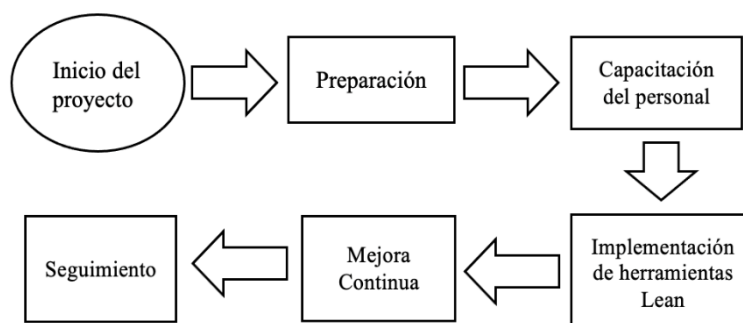 Inicio del
proyecto
Preparación
Capacitación
del personal
Implementación
de herramientas
Lean
Mejora
Continua
Seguimiento